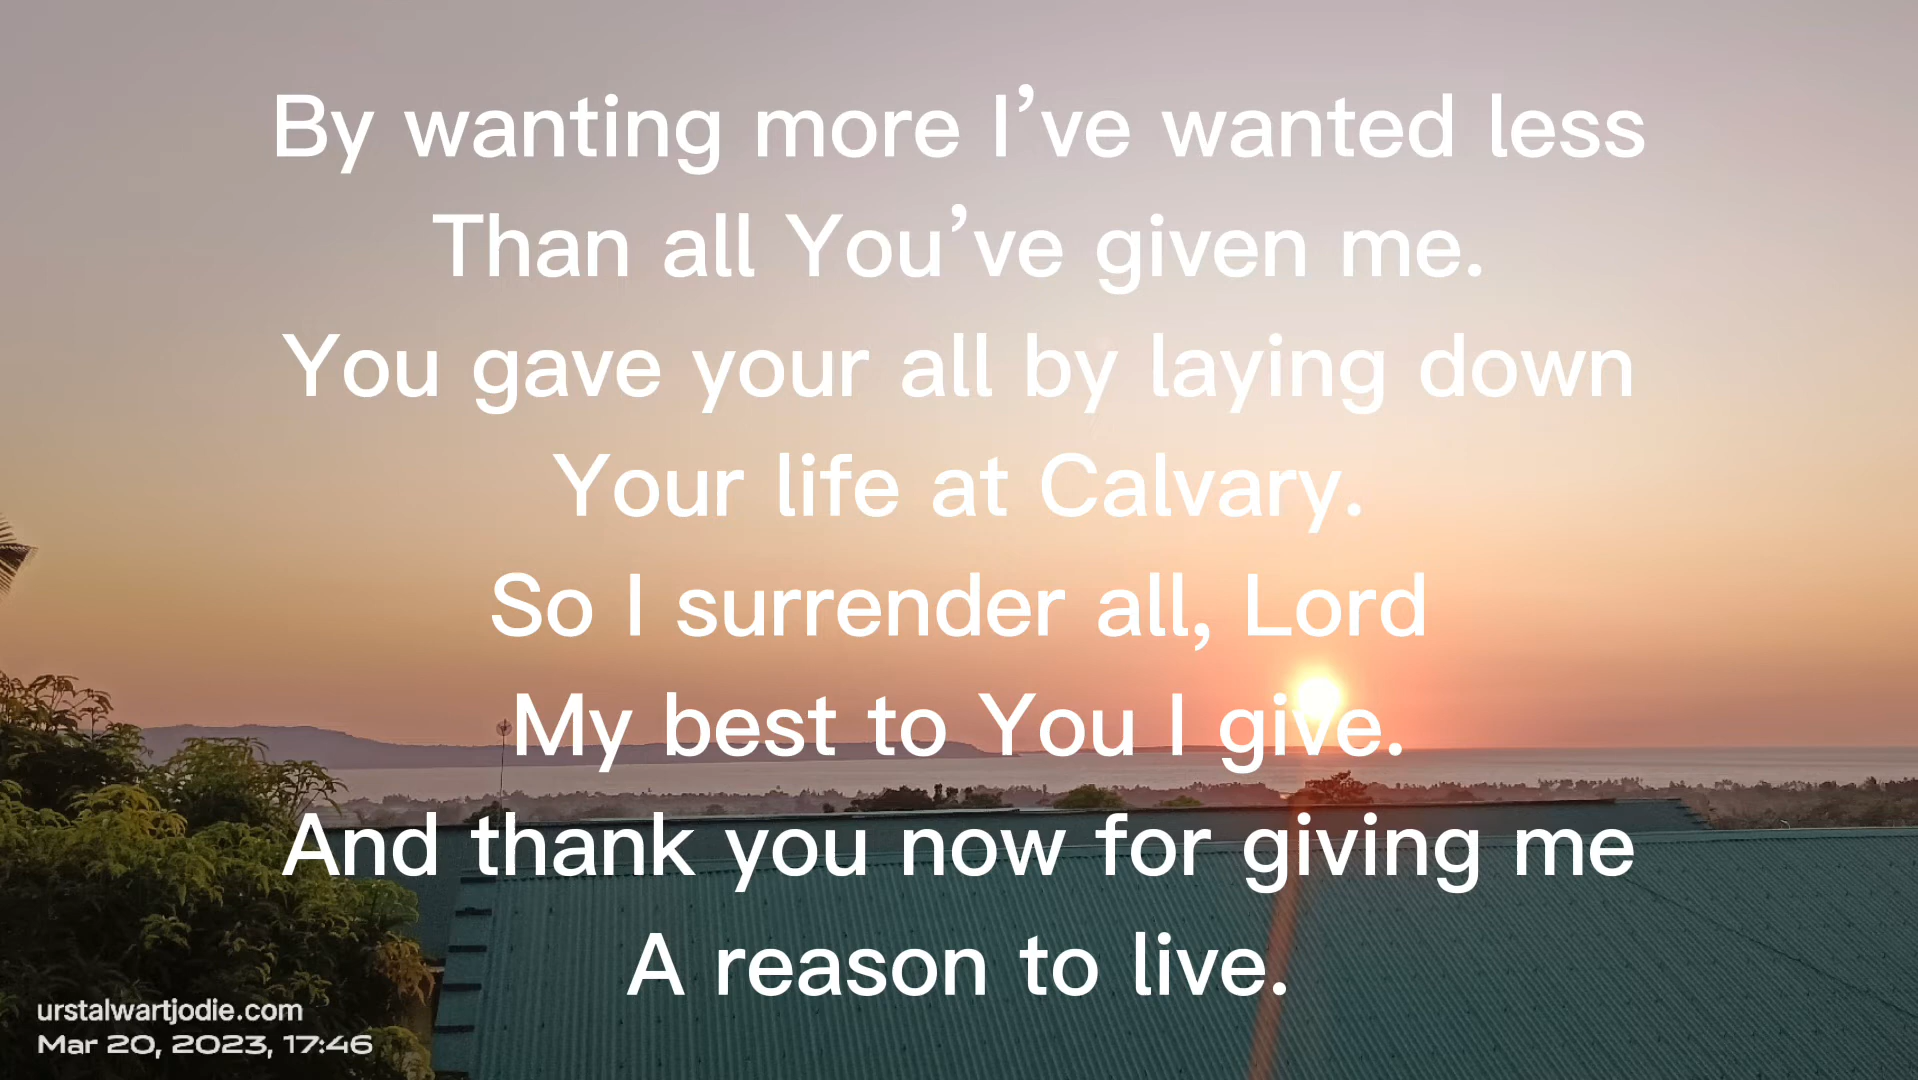 By wanting more I’ve wanted less
Than all You’ve given me.
You gave your all by laying down
Your life at Calvary.
So I surrender all, Lord
My best to You I give.
And thank you now for giving me
A reason to live.
urstalwartjodie.com
Mar 20, 2023, 17:46